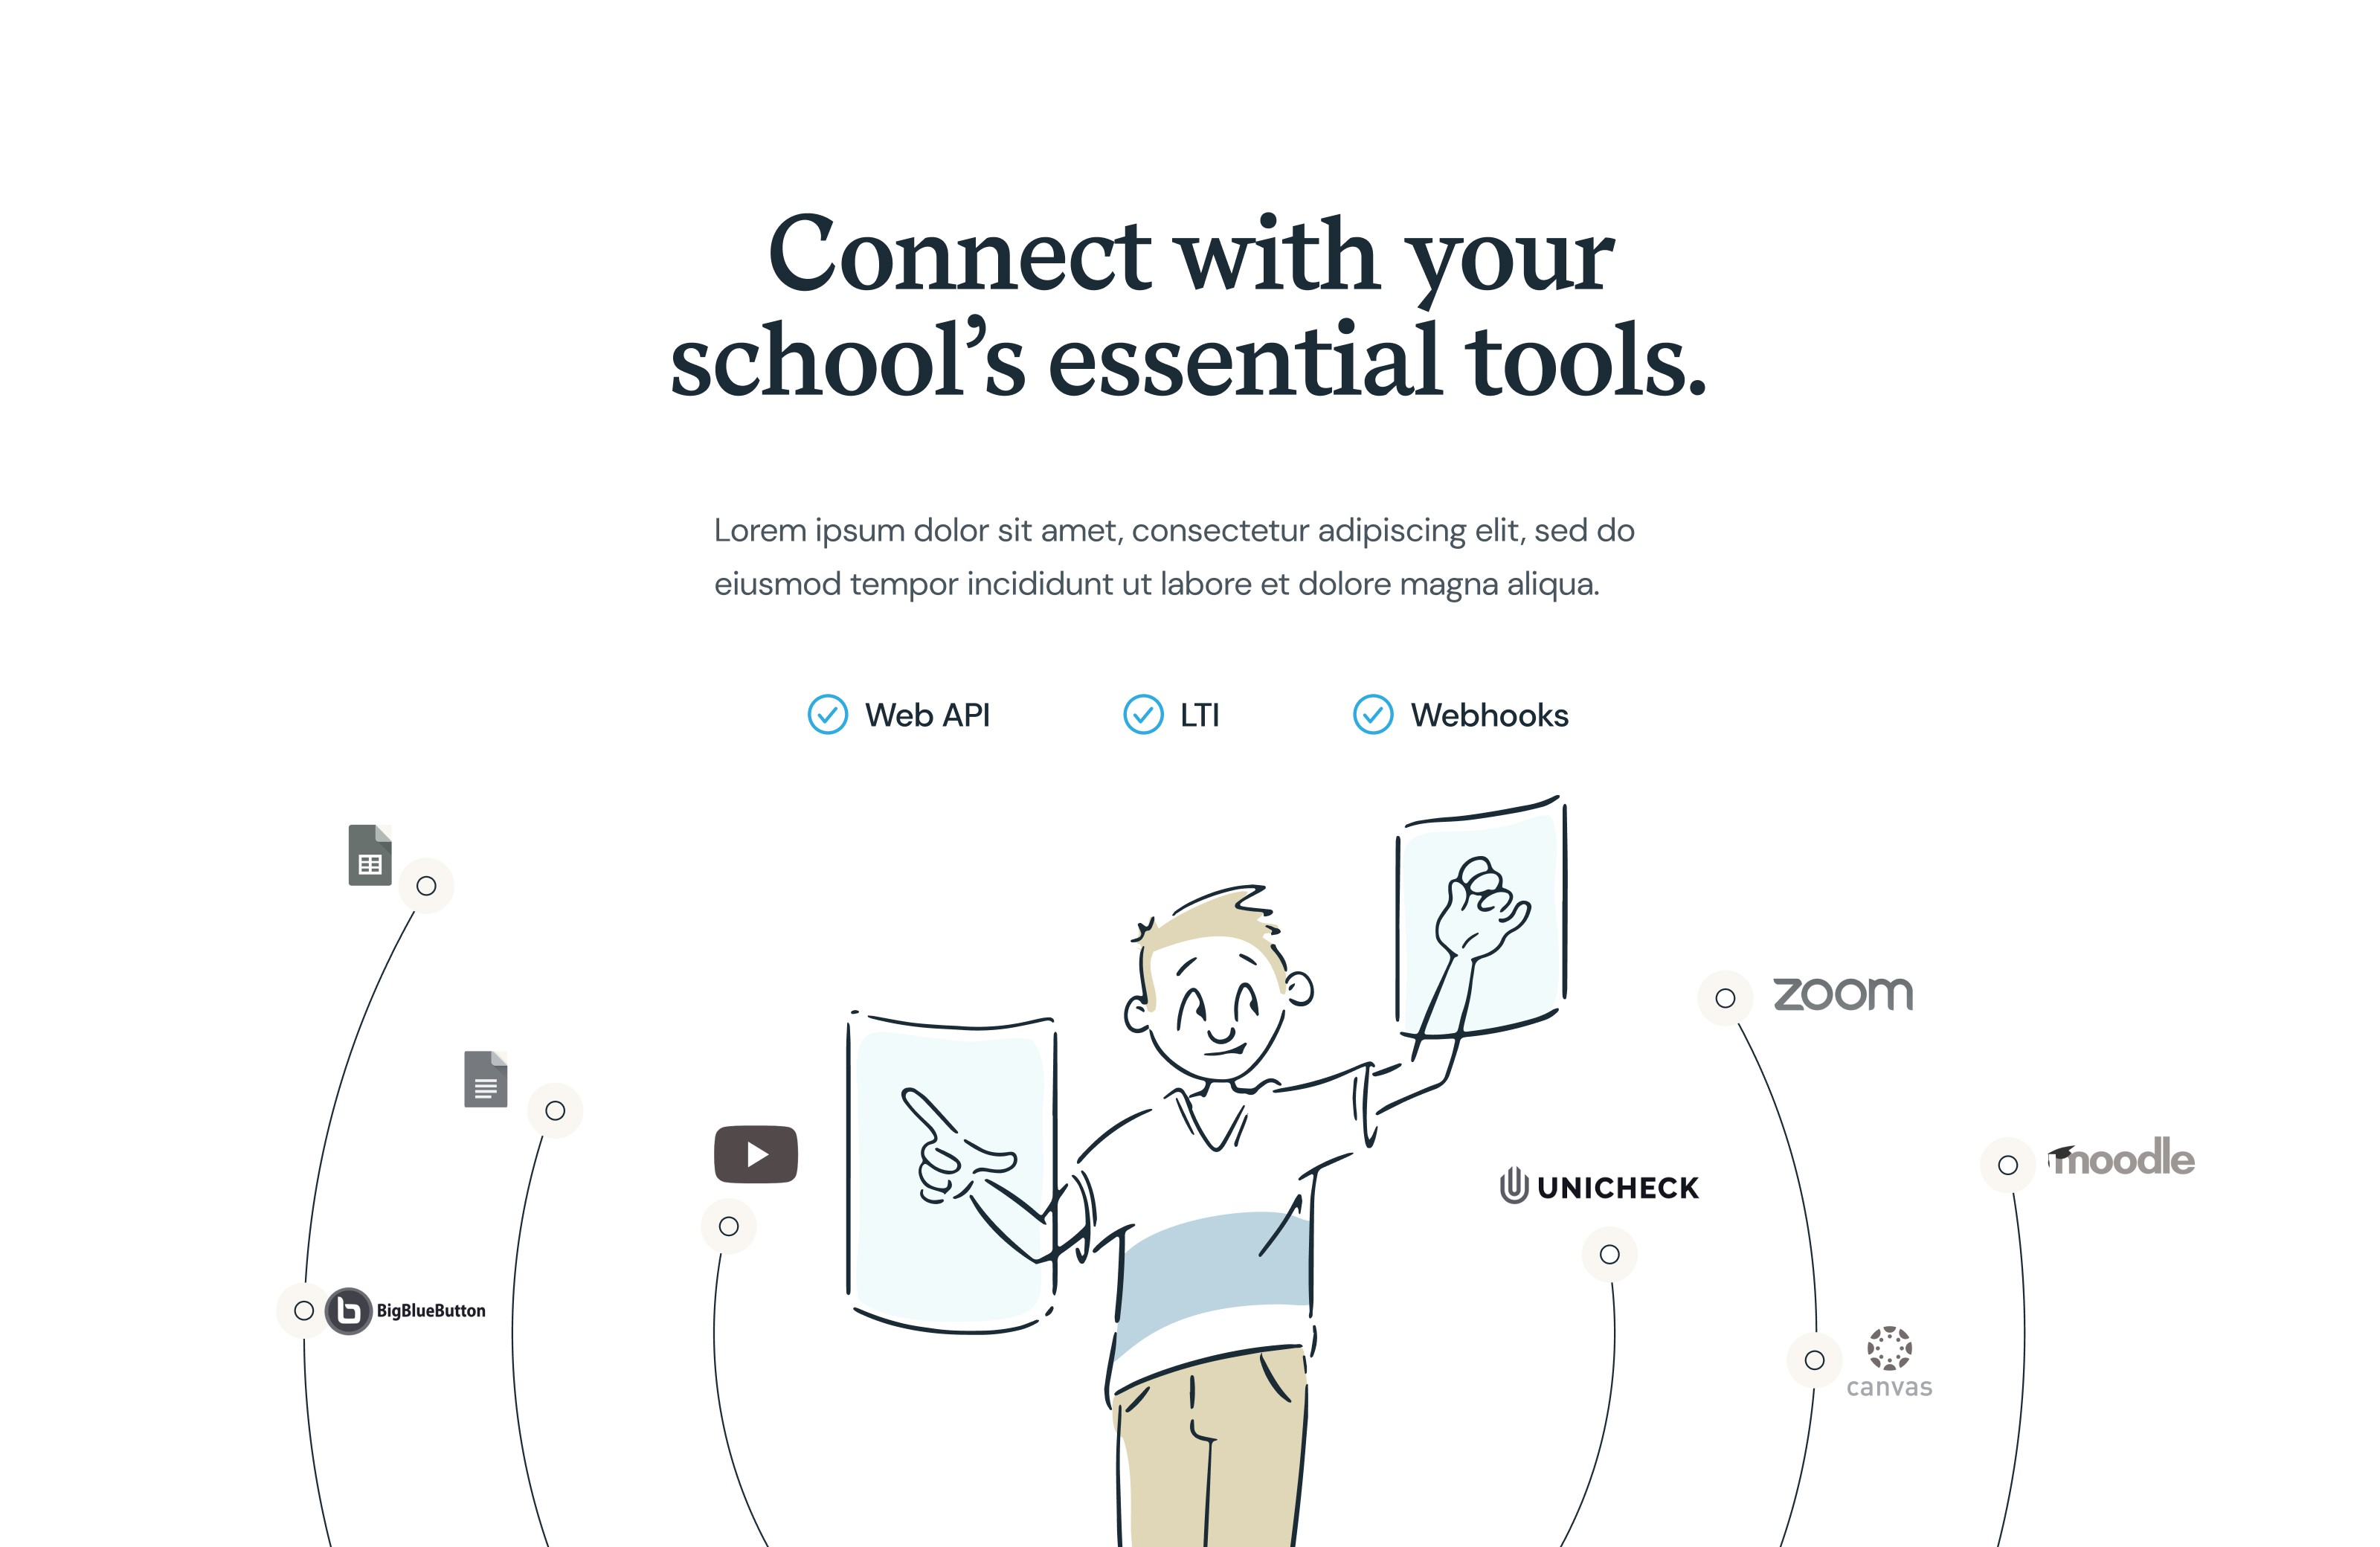 Connect with your
school’s essential tools.
Lorem ipsum dolor sit amet, consectetur adipiscing elit, sed do
eiusmod tempor incididunt ut labore et dolore magna aliqua.
Web API
LTI
Webhooks
zoom
moodle
UNICHECK
BigBlueButton
canvas